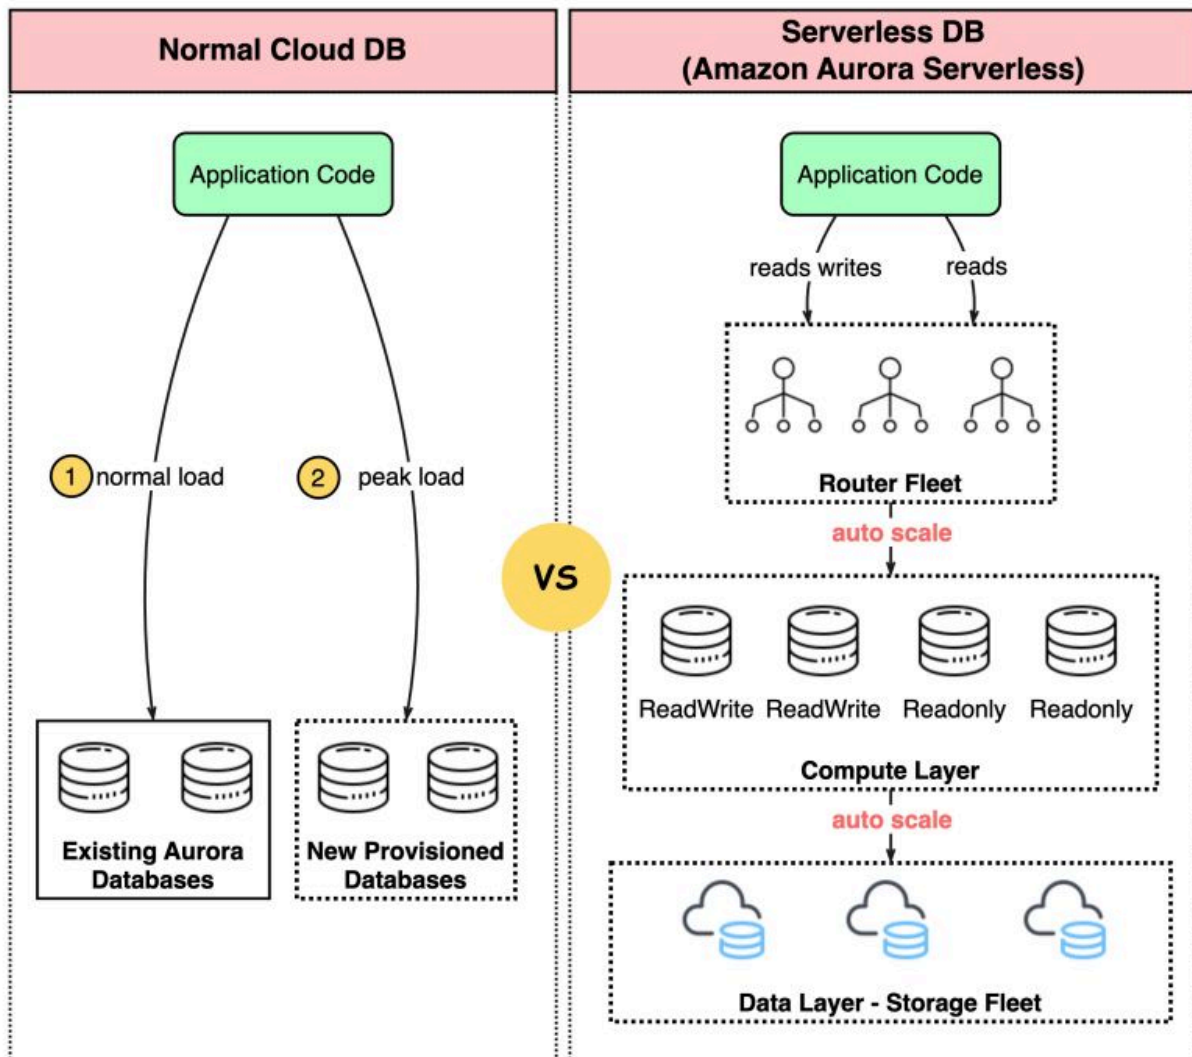 Normal Cloud DB
Application Code
1 normal load
2 peak load
Existing Aurora
Databases
New Provisioned
Databases
VS
Serverless DB
(Amazon Aurora Serverless)
Application Code
reads writes
reads
Router Fleet
auto scale
ReadWrite ReadWrite Readonly Readonly
Compute Layer
auto scale
Data Layer - Storage Fleet